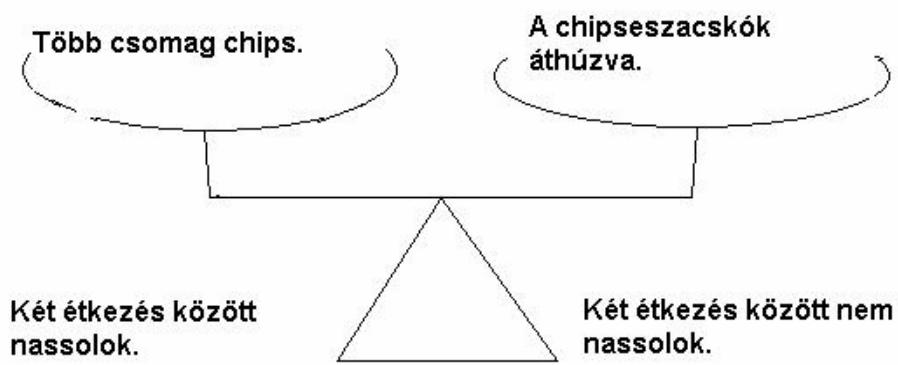 Több csomag chips.
A chipseszacskók
áthúzva.
Két étkezés között
nassolok.
Két étkezés között nem
nassolok.